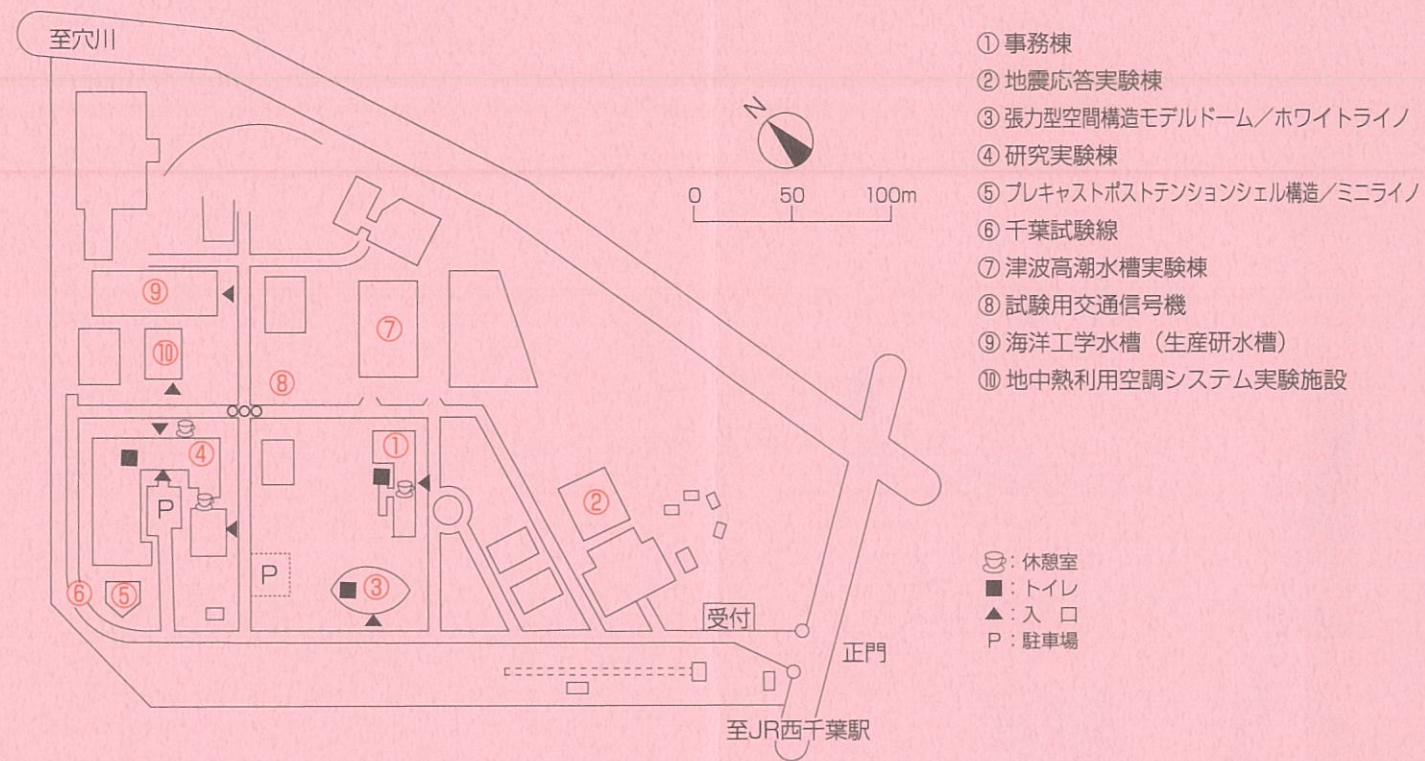 至穴川
N
0 50 100m
① 事務棟
② 地震応答実験棟
③ 張力型空間構造モデルドーム／ホワイトライノ
④ 研究実験棟
⑤ プレキャストポストテンションシェル構造／ミニライノ
⑥ 千葉試験線
⑦ 津波高潮水槽実験棟
⑧ 試験用交通信号機
⑨ 海洋工学水槽（生産研水槽）
⑩ 地中熱利用空調システム実験施設
⑨
⑦
⑩
⑧
④
①
P
②
⑥
⑤
P
③
受付
正門
至JR西千葉駅
：休憩室
■：トイレ
▲：入 口
P：駐車場